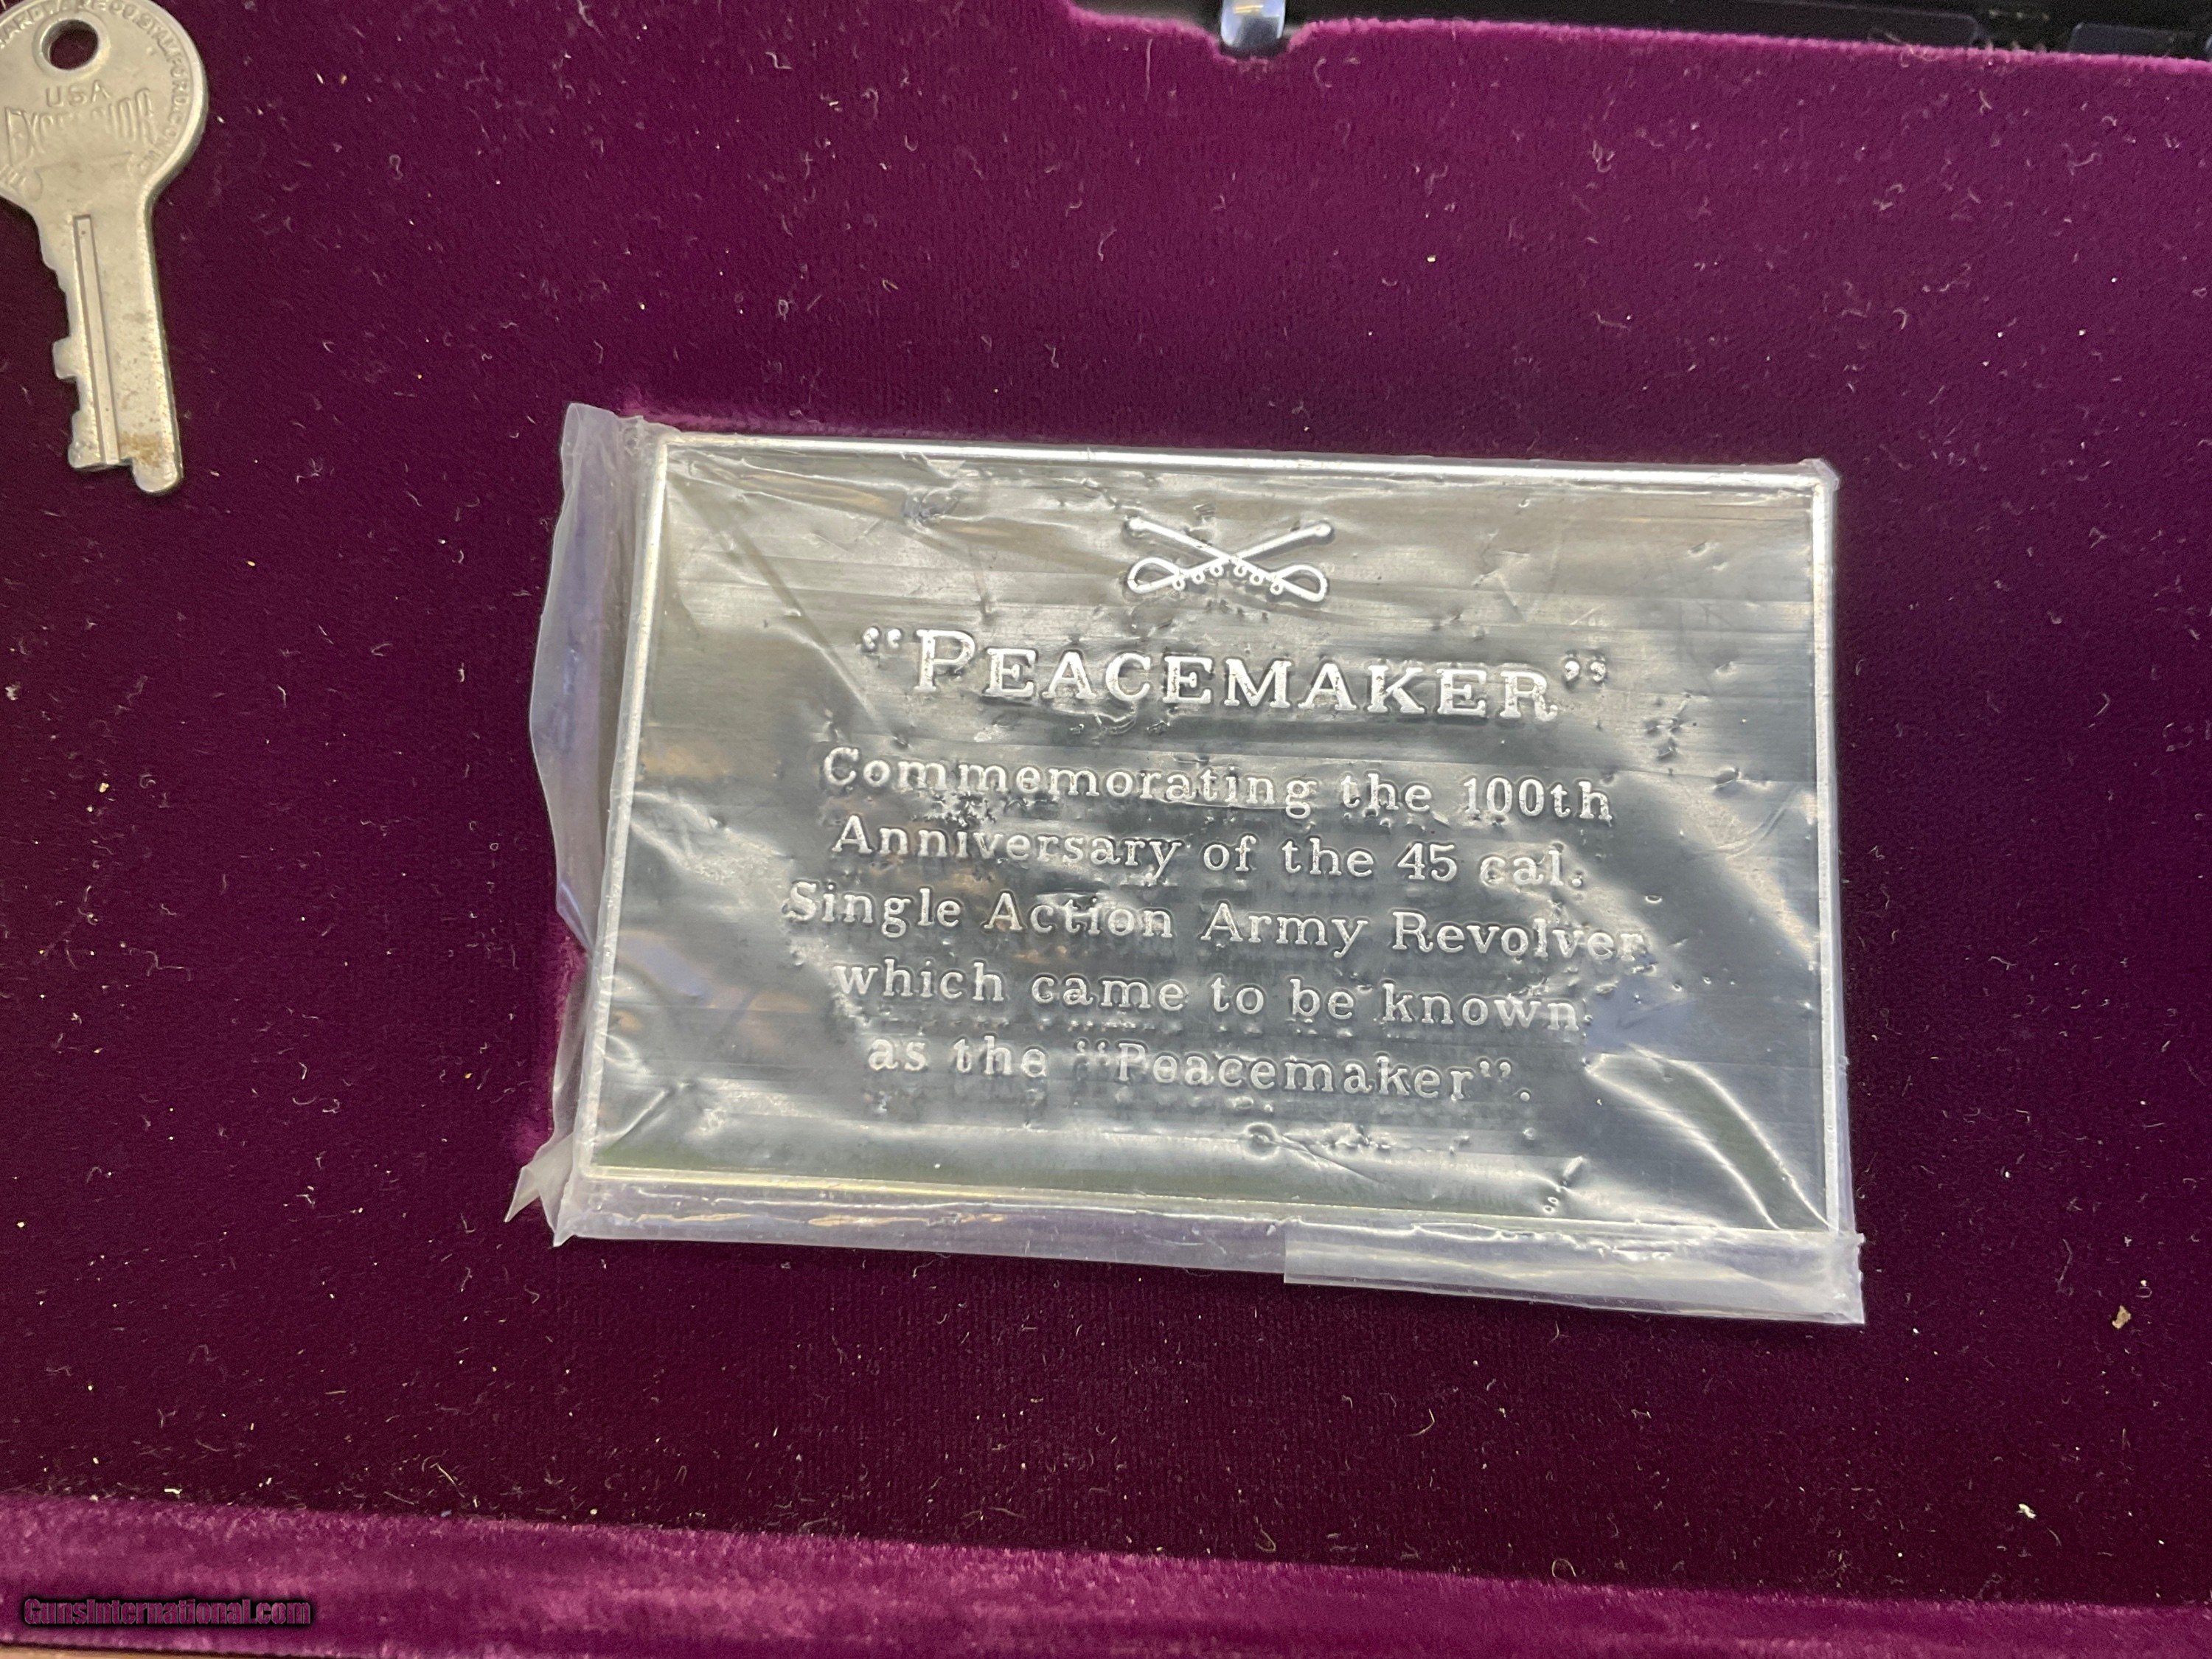 USA
EXCELSIOR
"PEACEMAKER"
Commemorating the 100th
Anniversary of the 45 cal.
Single Action Army Revolver
which came to be known
as the "Peacemaker".
GunsInternational.com